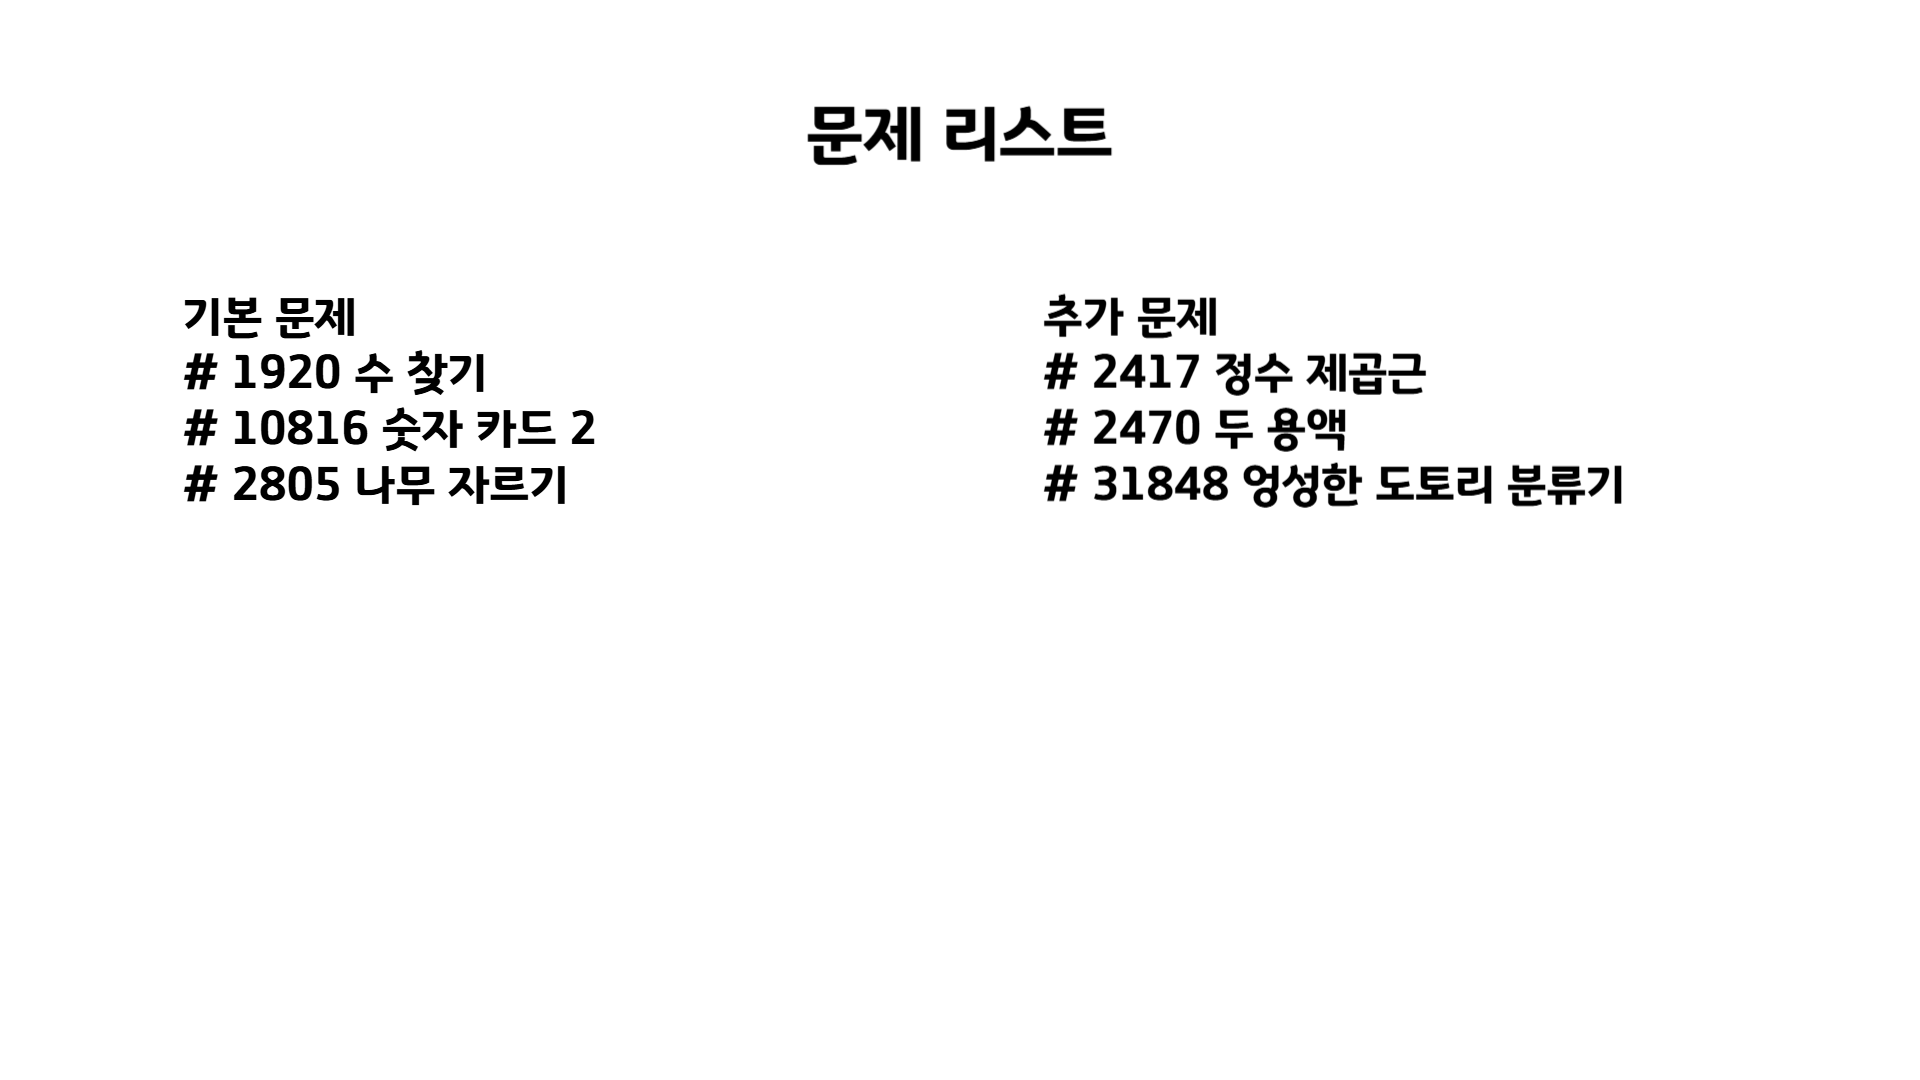 문제 리스트
기본 문제
# 1920 수 찾기
# 10816 숫자 카드 2
# 2805 나무 자르기
추가 문제
# 2417 정수 제곱근
# 2470 두 용액
# 31848 엉성한 도토리 분류기